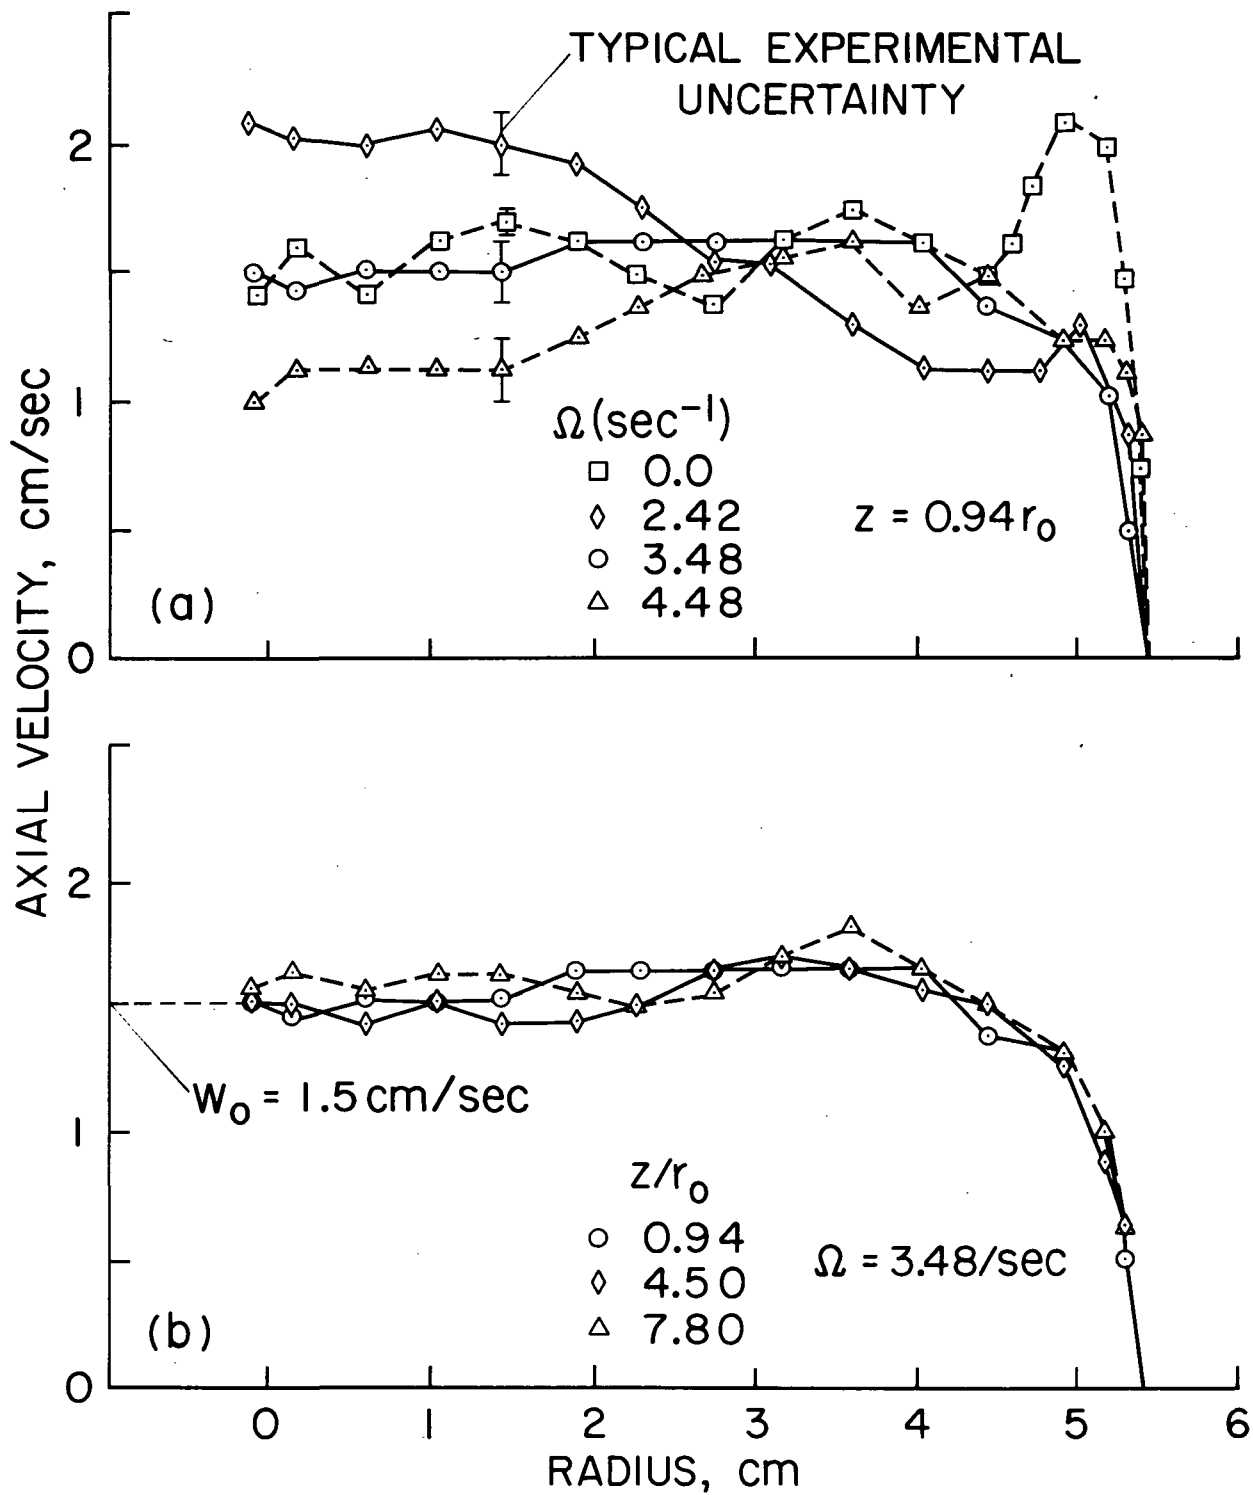 TYPICAL EXPERIMENTAL
UNCERTAINTY
2
1
0
AXIAL VELOCITY, cm/sec
Ω(sec⁻¹)
0.0
2.42
3.48
4.48
z = 0.94r₀
(a)
2
1
0
W₀ = 1.5 cm/sec
z/r₀
0.94
4.50
7.80
Ω = 3.48/sec
(b)
0 1 2 3 4 5 6
RADIUS, cm